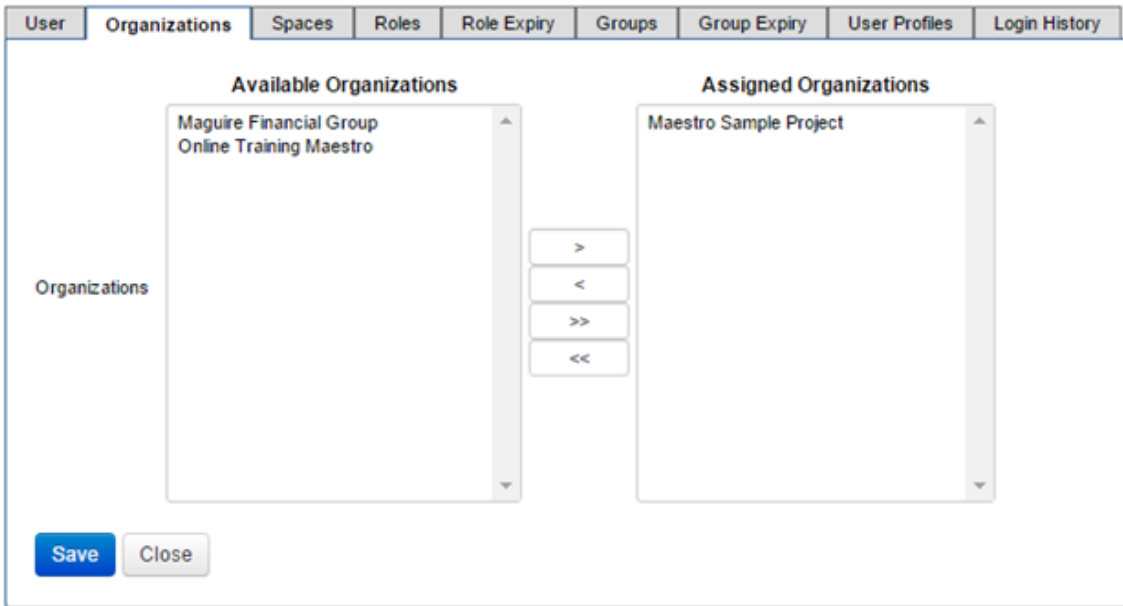 User Organizations Spaces Roles Role Expiry Groups Group Expiry User Profiles Login History
Available Organizations Assigned Organizations
Maguire Financial Group Maestro Sample Project
Online Training Maestro
>
Organizations <
>>
<<
Save Close